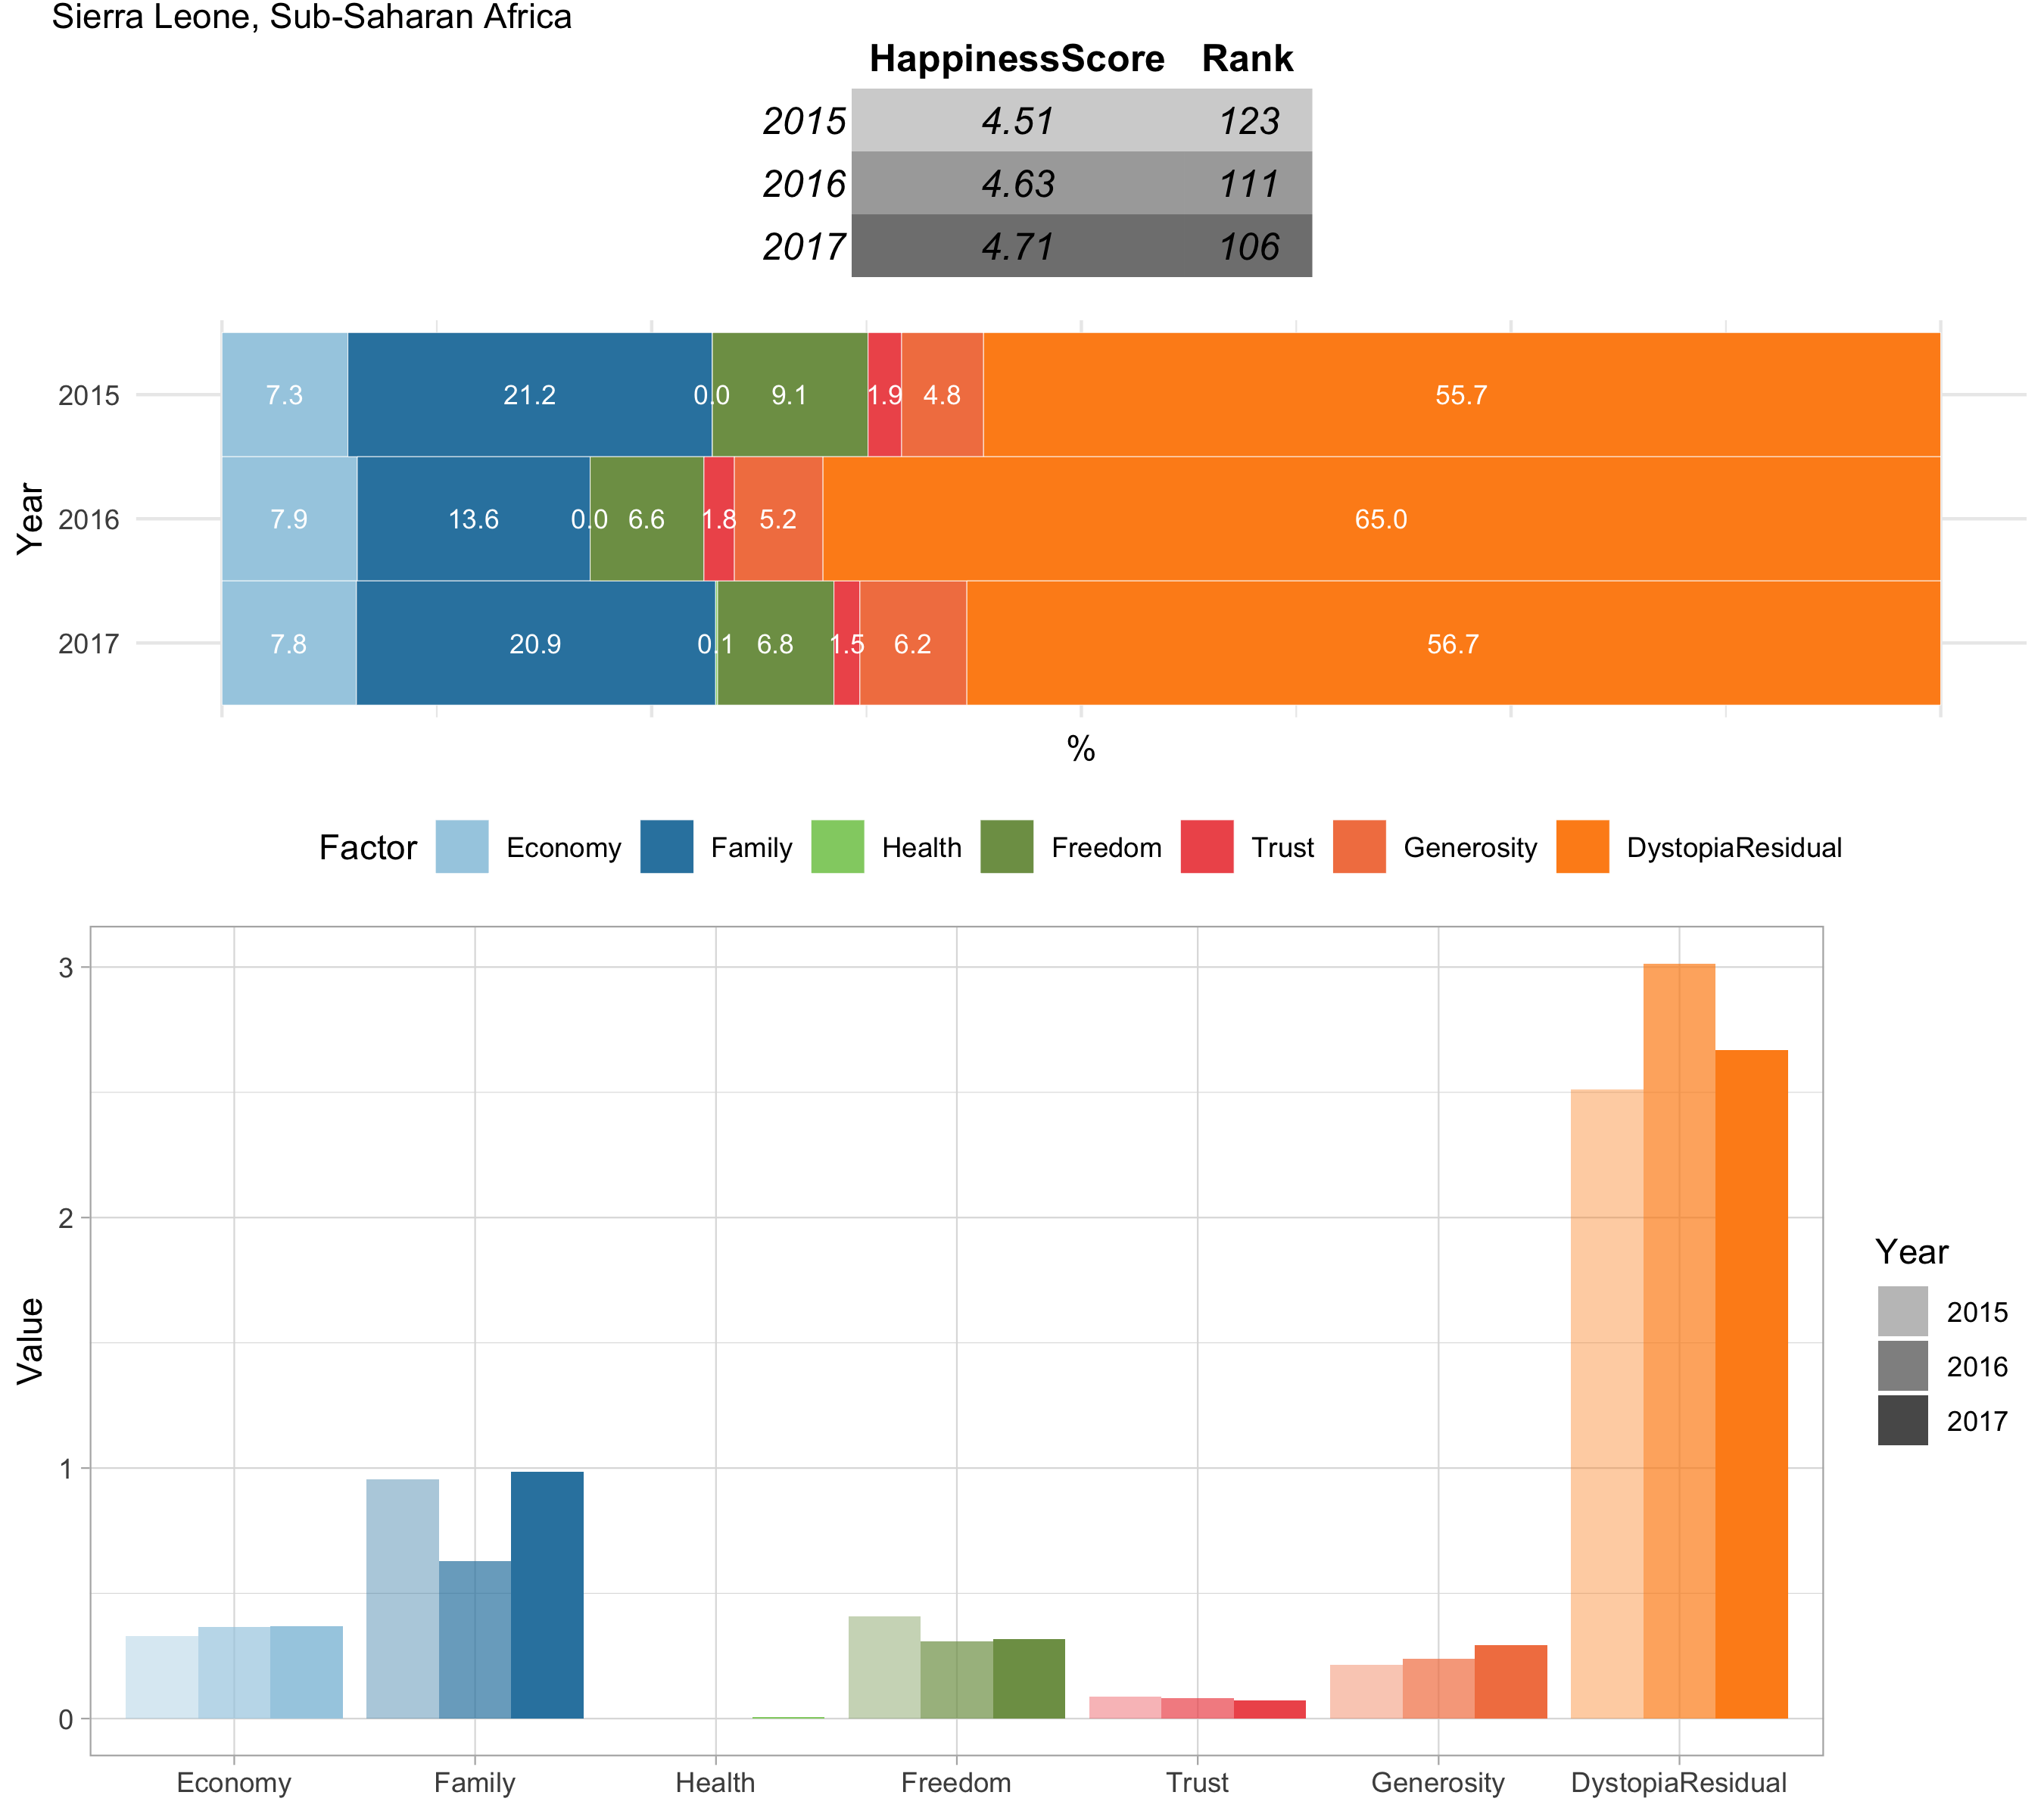 Sierra Leone, Sub-Saharan Africa
HappinessScore Rank
2015 4.51 123
2016 4.63 111
2017 4.71 106
2015 7.3 21.2 0.0 9.1 1.9 4.8 55.7
2016 7.9 13.6 0.0 6.6 1.8 5.2 65.0
2017 7.8 20.9 0.1 6.8 1.5 6.2 56.7
Year
%
Factor Economy Family Health Freedom Trust Generosity DystopiaResidual
3
2
1
0
Value
Economy Family Health Freedom Trust Generosity DystopiaResidual
Year
2015
2016
2017